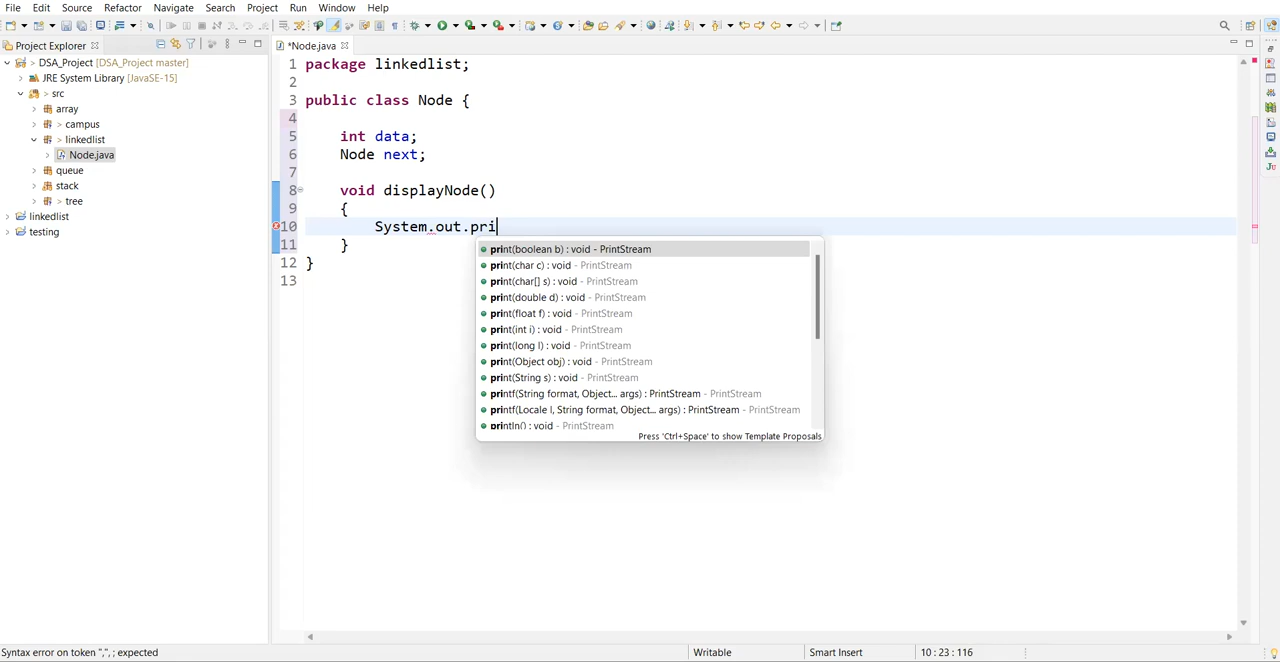 File Edit Source Refactor Navigate Search Project Run Window Help
Project Explorer
*Node.java
DSA_Project [DSA_Project master]
JRE System Library [JavaSE-15]
src
array
campus
linkedlist
Node.java
queue
stack
tree
linkedlist
testing
1 package linkedlist;
2
3 public class Node {
4
5 int data;
6 Node next;
7
8 void displayNode()
9 {
10 System.out.pri
11 }
12 }
13
print(boolean b) : void - PrintStream
print(char c) : void - PrintStream
print(char[] s) : void - PrintStream
print(double d) : void - PrintStream
print(float f) : void - PrintStream
print(int i) : void - PrintStream
print(long l) : void - PrintStream
print(Object obj) : void - PrintStream
print(String s) : void - PrintStream
printf(String format, Object... args) : PrintStream - PrintStream
printf(Locale l, String format, Object... args) : PrintStream - PrintStream
println() : void - PrintStream
Press 'Ctrl+Space' to show Template Proposals
Syntax error on token ",", ; expected
Writable
Smart Insert
10 : 23 : 116